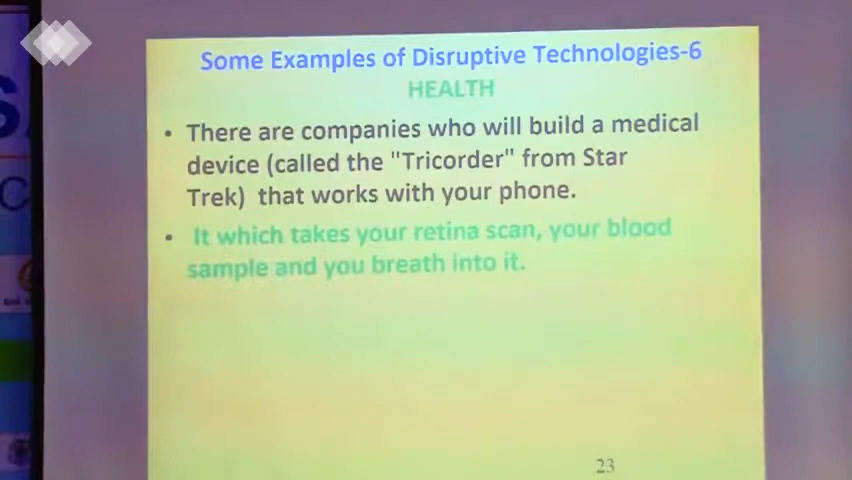 Some Examples of Disruptive Technologies-6
HEALTH
• There are companies who will build a medical
device (called the "Tricorder" from Star
Trek) that works with your phone.
• It which takes your retina scan, your blood
sample and you breath into it.
23